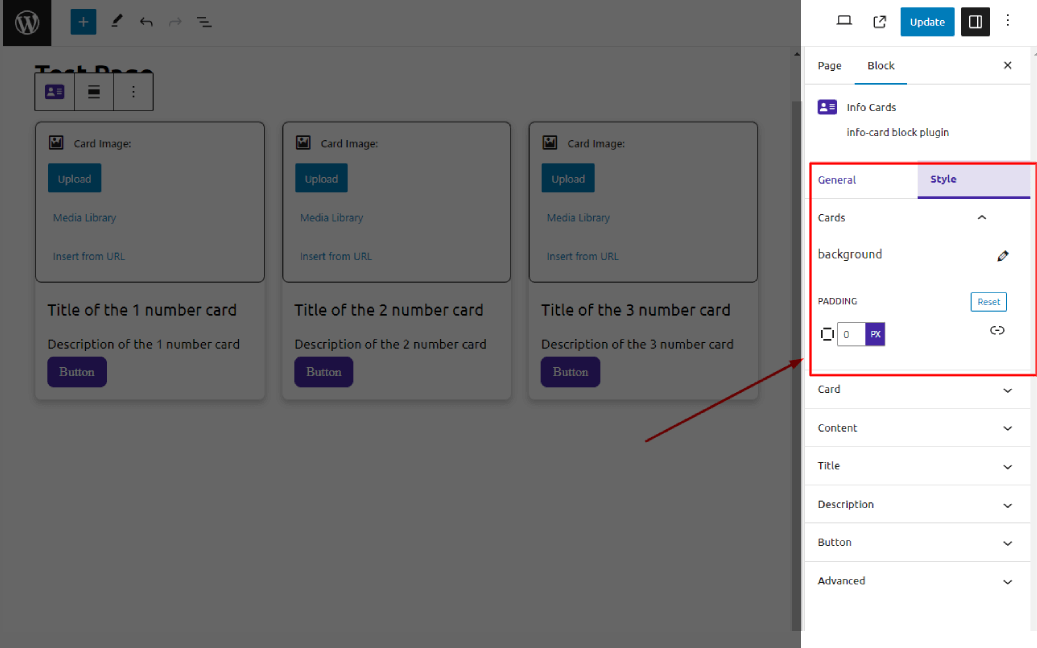 Update
Test Page
Page
Block
Info Cards
info-card block plugin
Card Image:
Upload
Media Library
Insert from URL
Title of the 1 number card
Description of the 1 number card
Button
Card Image:
Upload
Media Library
Insert from URL
Title of the 2 number card
Description of the 2 number card
Button
Card Image:
Upload
Media Library
Insert from URL
Title of the 3 number card
Description of the 3 number card
Button
General
Style
Cards
background
PADDING
Reset
0
PX
Card
Content
Title
Description
Button
Advanced